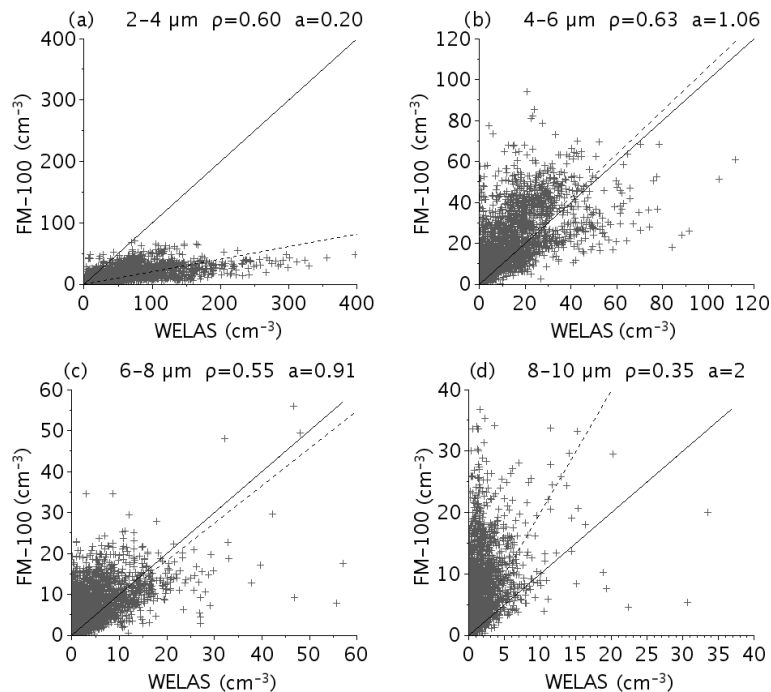 (a) 2–4 µm ρ=0.60 a=0.20
400
300
200
100
0
FM–100 (cm⁻³)
0 100 200 300 400
WELAS (cm⁻³)
(b) 4–6 µm ρ=0.63 a=1.06
120
100
80
60
40
20
0
FM–100 (cm⁻³)
0 20 40 60 80 100 120
WELAS (cm⁻³)
(c) 6–8 µm ρ=0.55 a=0.91
60
50
40
30
20
10
0
FM–100 (cm⁻³)
0 10 20 30 40 50 60
WELAS (cm⁻³)
(d) 8–10 µm ρ=0.35 a=2
40
30
20
10
0
FM–100 (cm⁻³)
0 5 10 15 20 25 30 35 40
WELAS (cm⁻³)